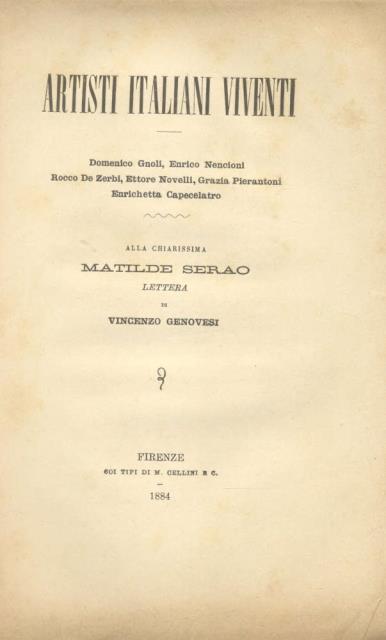 ARTISTI ITALIANI VIVENTI
Domenico Gnoli, Enrico Nencioni
Rocco De Zerbi, Ettore Novelli, Grazia Pierantoni
Enrichetta Capecelatro
ALLA CHIARISSIMA
MATILDE SERAO
LETTERA
DI
VINCENZO GENOVESI
FIRENZE
COI TIPI DI M. CELLINI E C.
1884